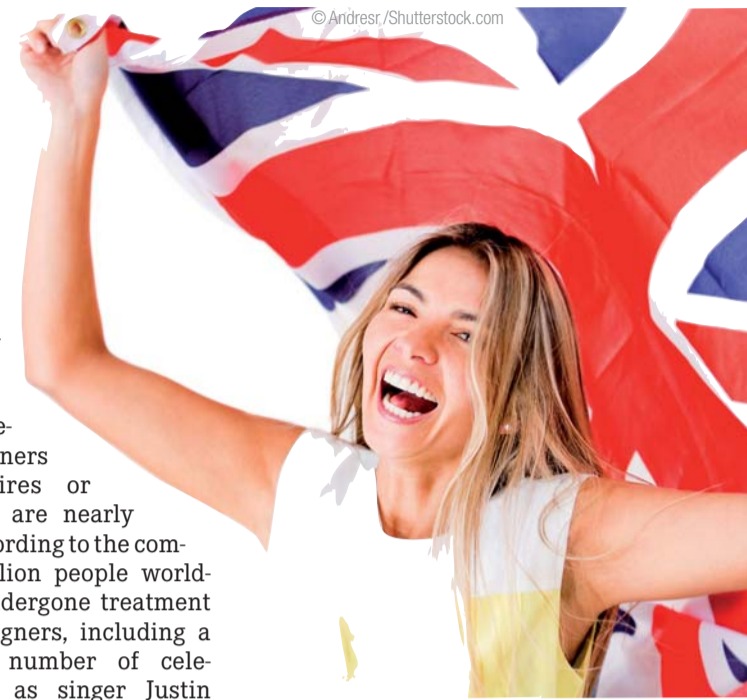 © Andresr/Shutterstock.com
e-
ners
ires or
are nearly
ording to the com-
lion people world-
dergone treatment
gners, including a
number of cele-
as singer Justin